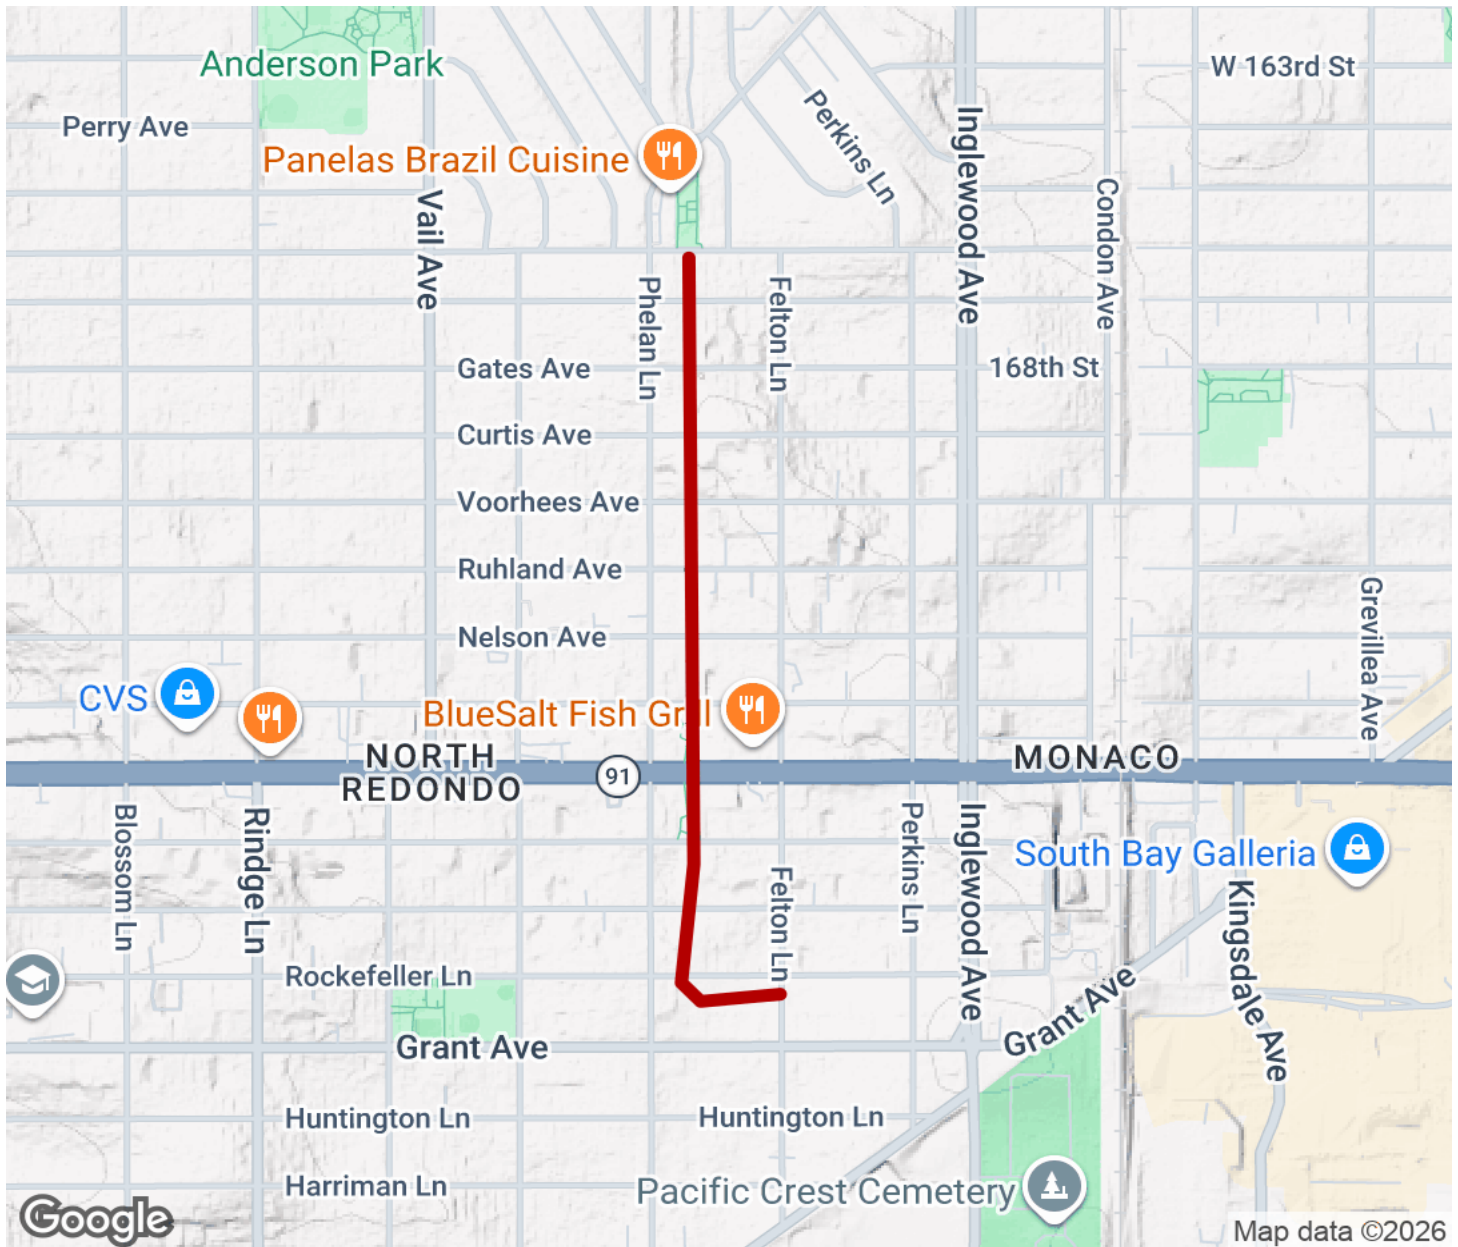 Anderson Park
W 163rd St
Perry Ave
Perkins Ln
Inglewood Ave
Panelas Brazil Cuisine
Vail Ave
Condon Ave
Phelan Ln
Felton Ln
Gates Ave
168th St
Curtis Ave
Voorhees Ave
Ruhland Ave
Grevillea Ave
Nelson Ave
CVS
BlueSalt Fish Grill
NORTH
REDONDO
91
MONACO
Blossom Ln
Rindge Ln
Perkins Ln
Inglewood Ave
South Bay Galleria
Felton Ln
Kingsdale Ave
Rockefeller Ln
Grant Ave
Grant Ave
Huntington Ln
Huntington Ln
Harriman Ln
Pacific Crest Cemetery
Google
Map data ©2026